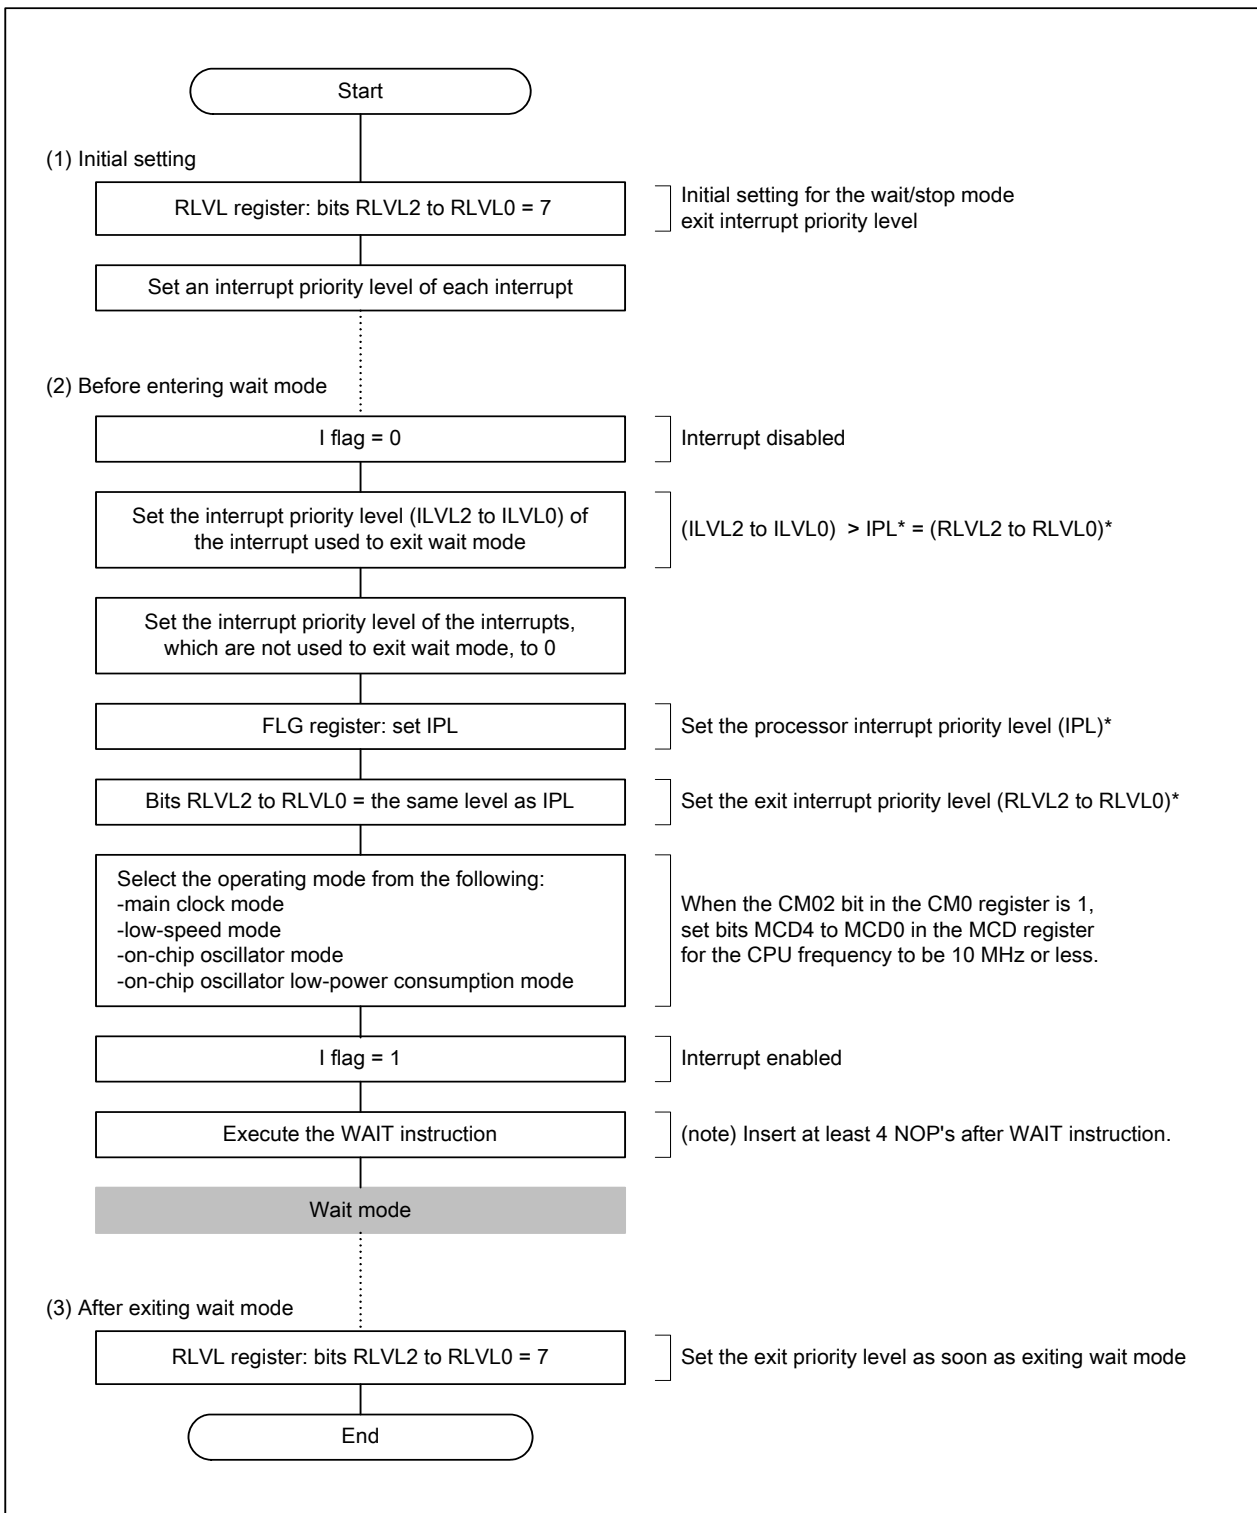 Start
(1) Initial setting
RLVL register: bits RLVL2 to RLVL0 = 7
Initial setting for the wait/stop mode
exit interrupt priority level
Set an interrupt priority level of each interrupt
(2) Before entering wait mode
I flag = 0
Interrupt disabled
Set the interrupt priority level (ILVL2 to ILVL0) of
the interrupt used to exit wait mode
(ILVL2 to ILVL0) > IPL* = (RLVL2 to RLVL0)*
Set the interrupt priority level of the interrupts,
which are not used to exit wait mode, to 0
FLG register: set IPL
Set the processor interrupt priority level (IPL)*
Bits RLVL2 to RLVL0 = the same level as IPL
Set the exit interrupt priority level (RLVL2 to RLVL0)*
Select the operating mode from the following:
-main clock mode
-low-speed mode
-on-chip oscillator mode
-on-chip oscillator low-power consumption mode
When the CM02 bit in the CM0 register is 1,
set bits MCD4 to MCD0 in the MCD register
for the CPU frequency to be 10 MHz or less.
I flag = 1
Interrupt enabled
Execute the WAIT instruction
(note) Insert at least 4 NOP's after WAIT instruction.
Wait mode
(3) After exiting wait mode
RLVL register: bits RLVL2 to RLVL0 = 7
Set the exit priority level as soon as exiting wait mode
End